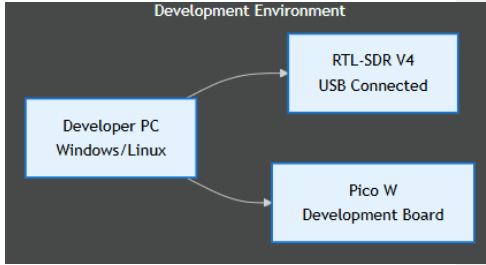 Development Environment
RTL-SDR V4
USB Connected
Developer PC
Windows/Linux
Pico W
Development Board